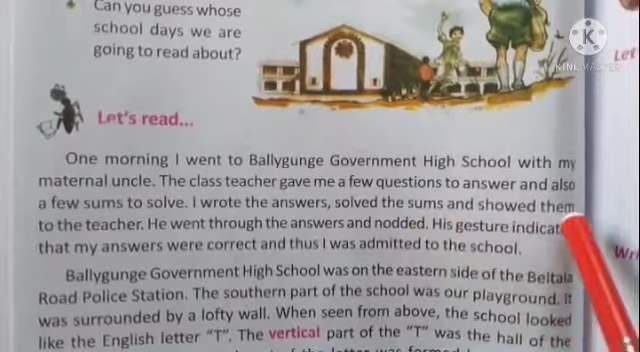 Can you guess whose
school days we are
going to read about?
K
KINEMASTER
Let
Let's read...
One morning I went to Ballygunge Government High School with my
maternal uncle. The class teacher gave me a few questions to answer and also
a few sums to solve. I wrote the answers, solved the sums and showed them
to the teacher. He went through the answers and nodded. His gesture
that my answers were correct and thus I was admitted to the school.
Ballygunge Government High School was on the eastern side of the Beltala
Road Police Station. The southern part of the school was our playground. It
was surrounded by a lofty wall. When seen from above, the school looked
like the English letter "T". The vertical part of the "T" was the hall of the